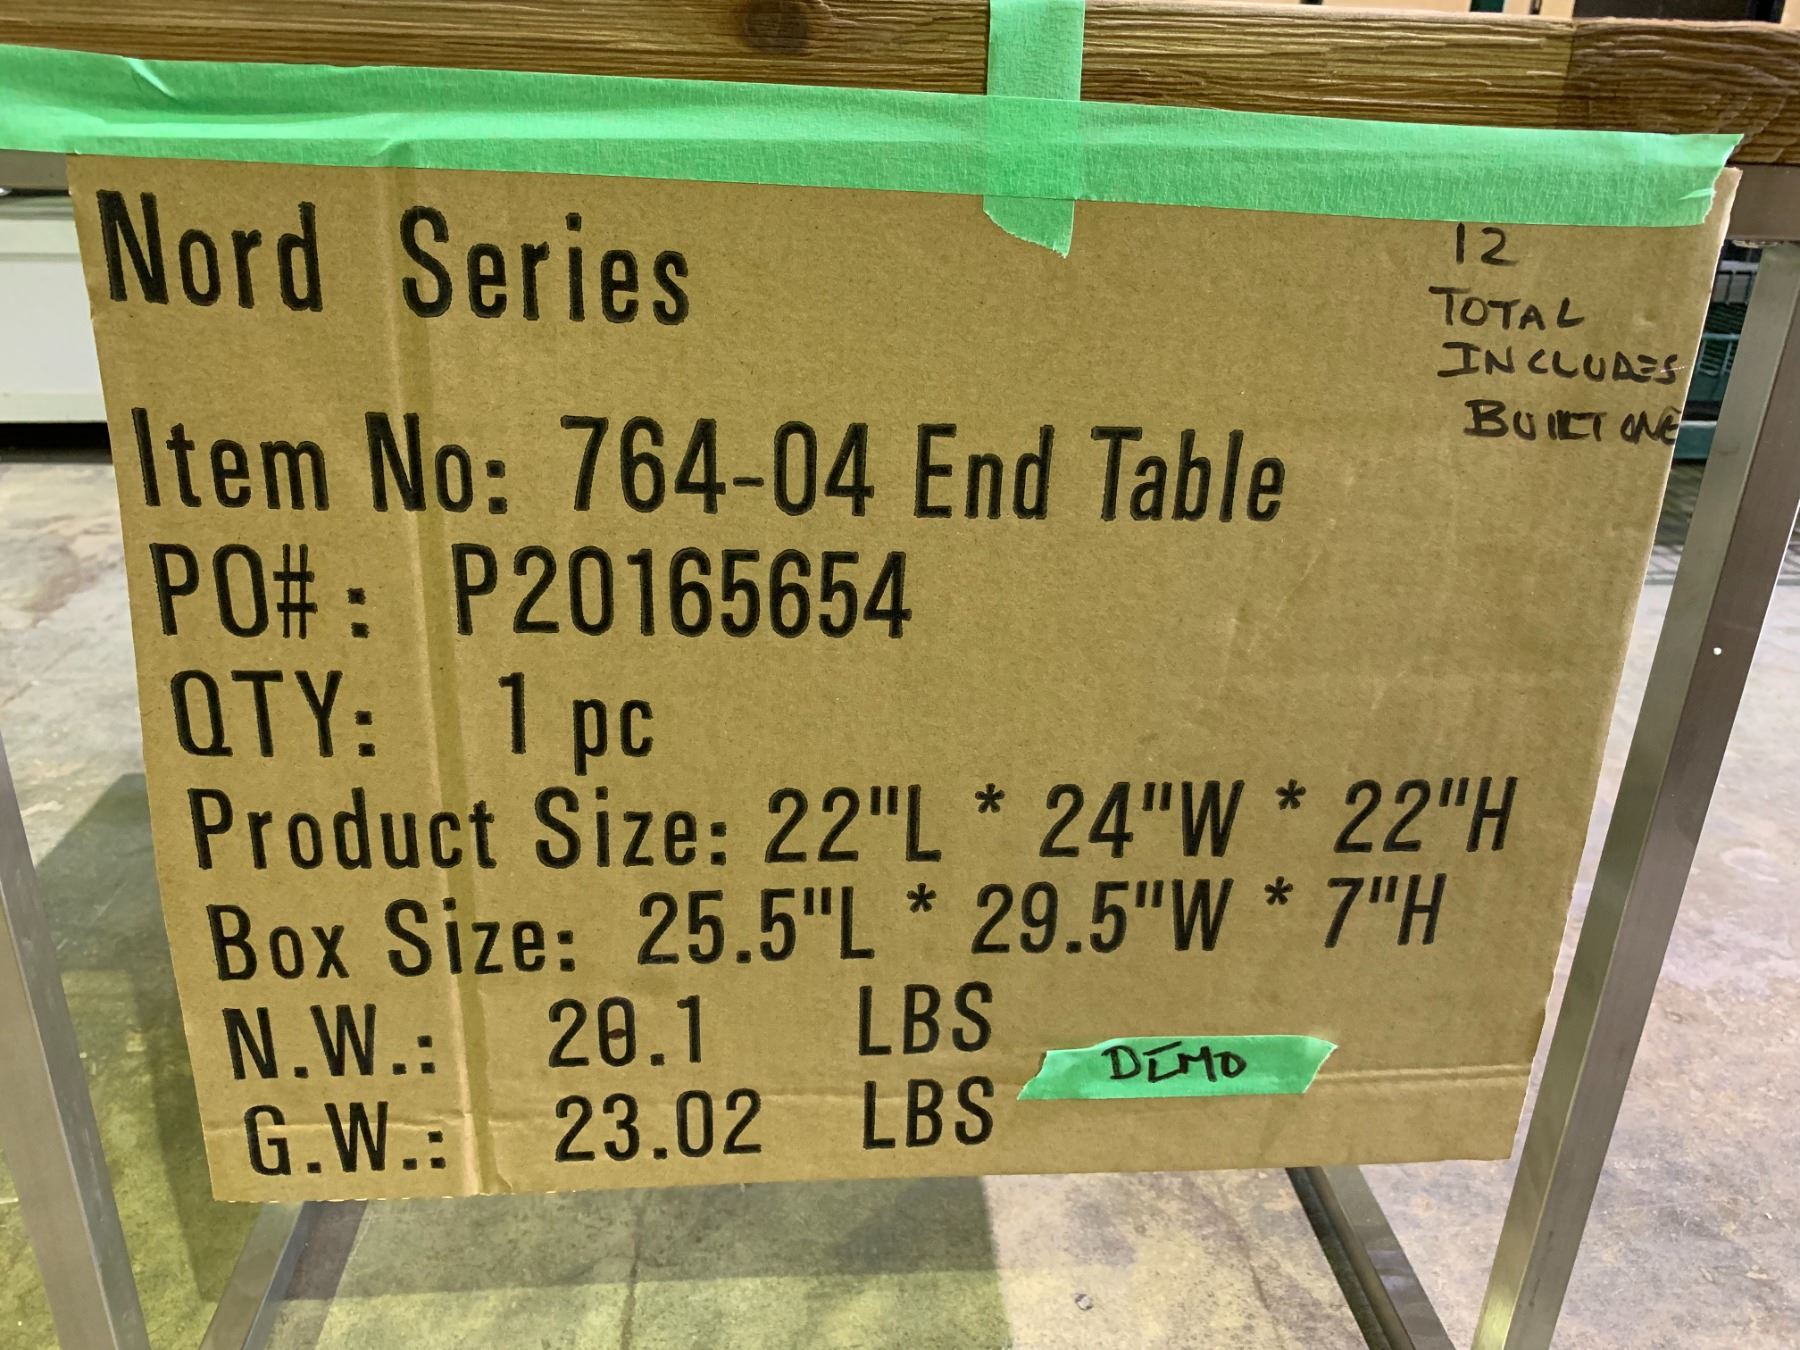 Nord Series
12
TOTAL
INCLUDES
BUILT ONE
Item No: 764-04 End Table
PO#: P20165654
QTY: 1 pc
Product Size: 22"L * 24"W * 22"H
Box Size: 25.5"L * 29.5"W * 7"H
N.W.: 20.1 LBS
DEMO
G.W.: 23.02 LBS